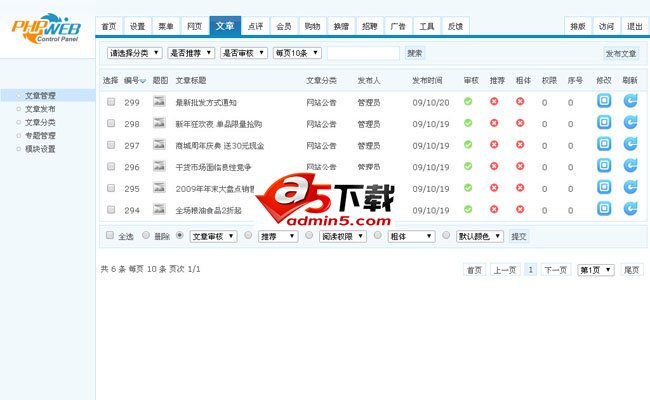 PHPWEB
Control Panel
首页 设置 菜单 网页 文章 点评 会员 购物 换赠 招聘 广告 工具 反馈 排版 访问 退出
请选择分类 是否推荐 是否审核 每页10条 搜索 发布文章
文章管理
文章发布
文章分类
专题管理
模块设置
选择 编号 题图 文章标题 文章分类 发布人 发布时间 审核 推荐 粗体 权限 序号 修改 刷新
299 最新批发方式通知 网站公告 管理员 09/10/20 0 0
298 新年狂欢夜 单品限量抢购 网站公告 管理员 09/10/19 0 0
297 商城周年庆典 送30元现金 网站公告 管理员 09/10/19 0 0
296 干货市场面临良性竞争 网站公告 管理员 09/10/19 0 0
295 2009年年末大盘点销售 09/10/19 0 0
294 全场粮油食品2折起 09/10/19 0 0
a5下载
admin5.com
全选 删除 文章审核 推荐 阅读权限 粗体 默认颜色 提交
共 6 条 每页 10 条 页次 1/1 首页 上一页 1 下一页 第1页 尾页